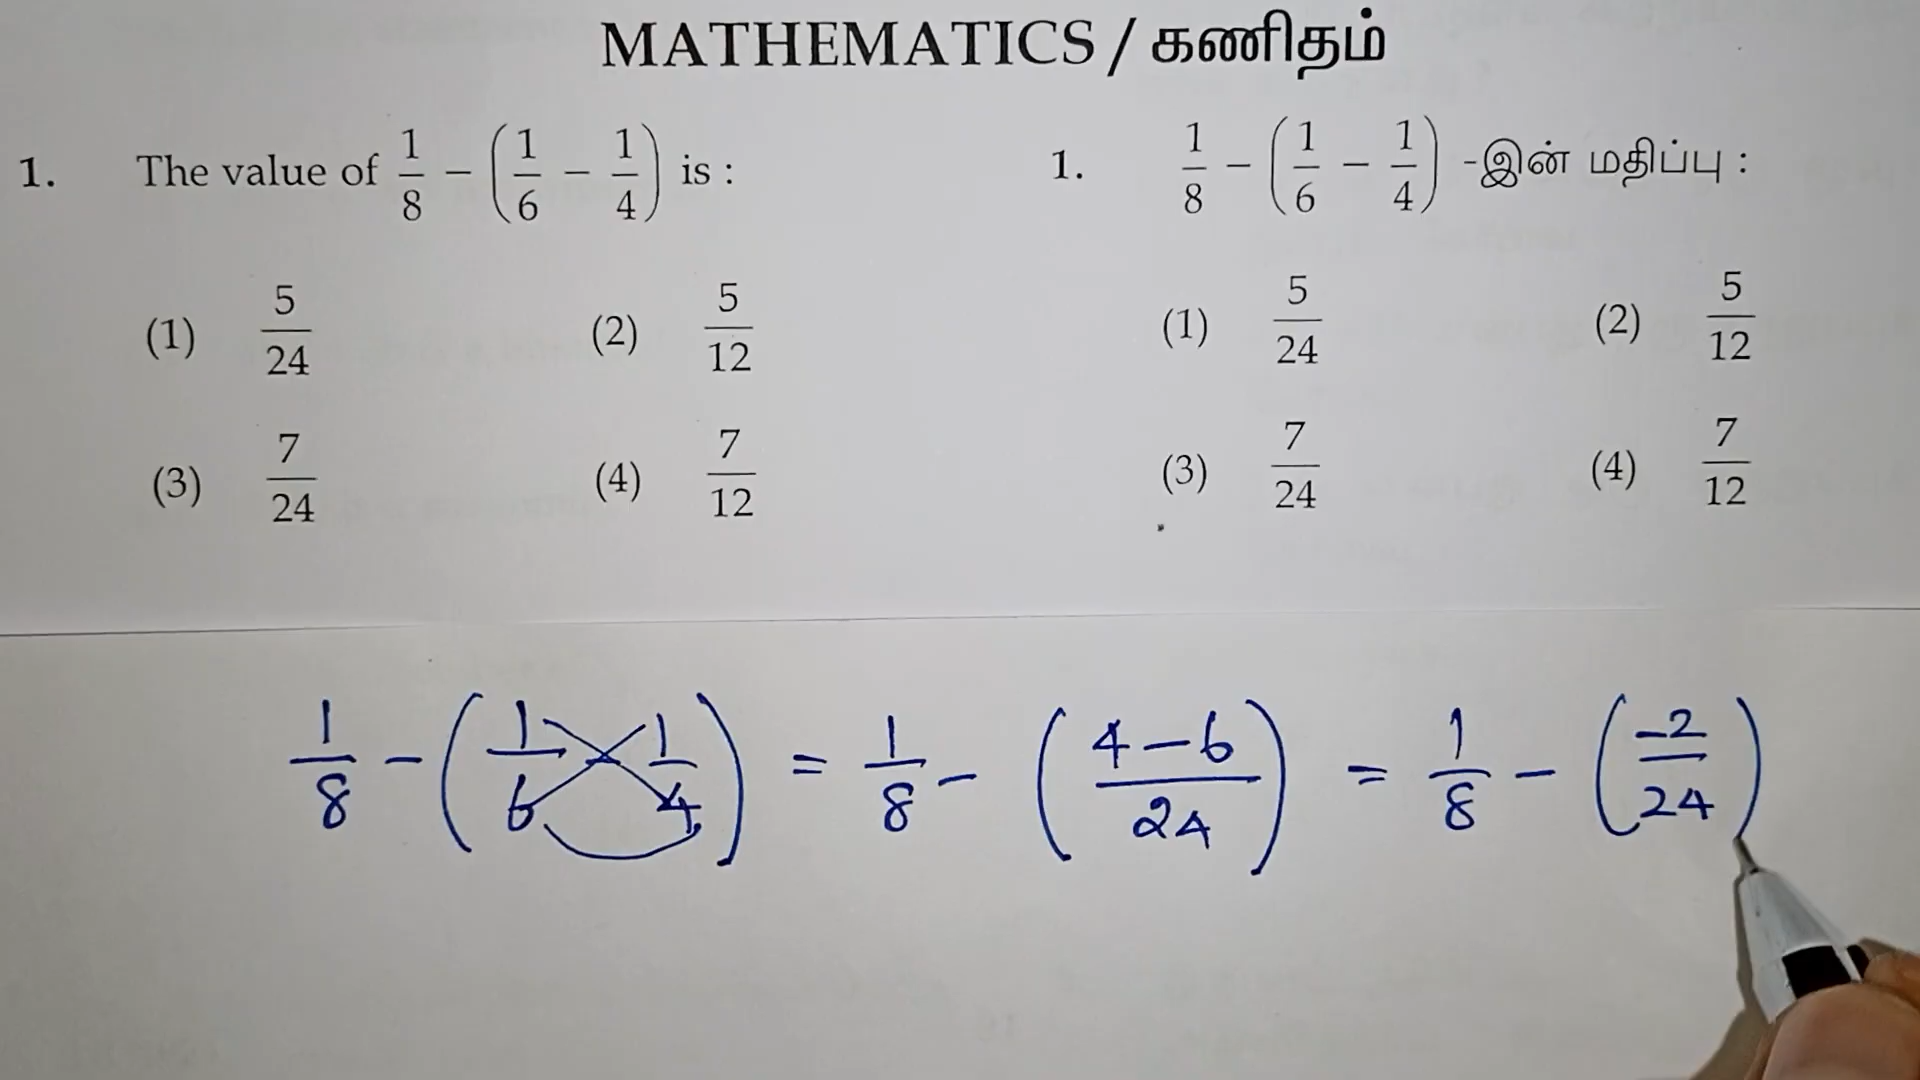 MATHEMATICS / கணிதம்
1. The value of 1/8 − (1/6 − 1/4) is :
(1) 5/24 (2) 5/12
(3) 7/24 (4) 7/12
1. 1/8 − (1/6 − 1/4) -இன் மதிப்பு :
(1) 5/24 (2) 5/12
(3) 7/24 (4) 7/12
1/8 − (1/6 − 1/4) = 1/8 − (4 − 6/24) = 1/8 − (−2/24)